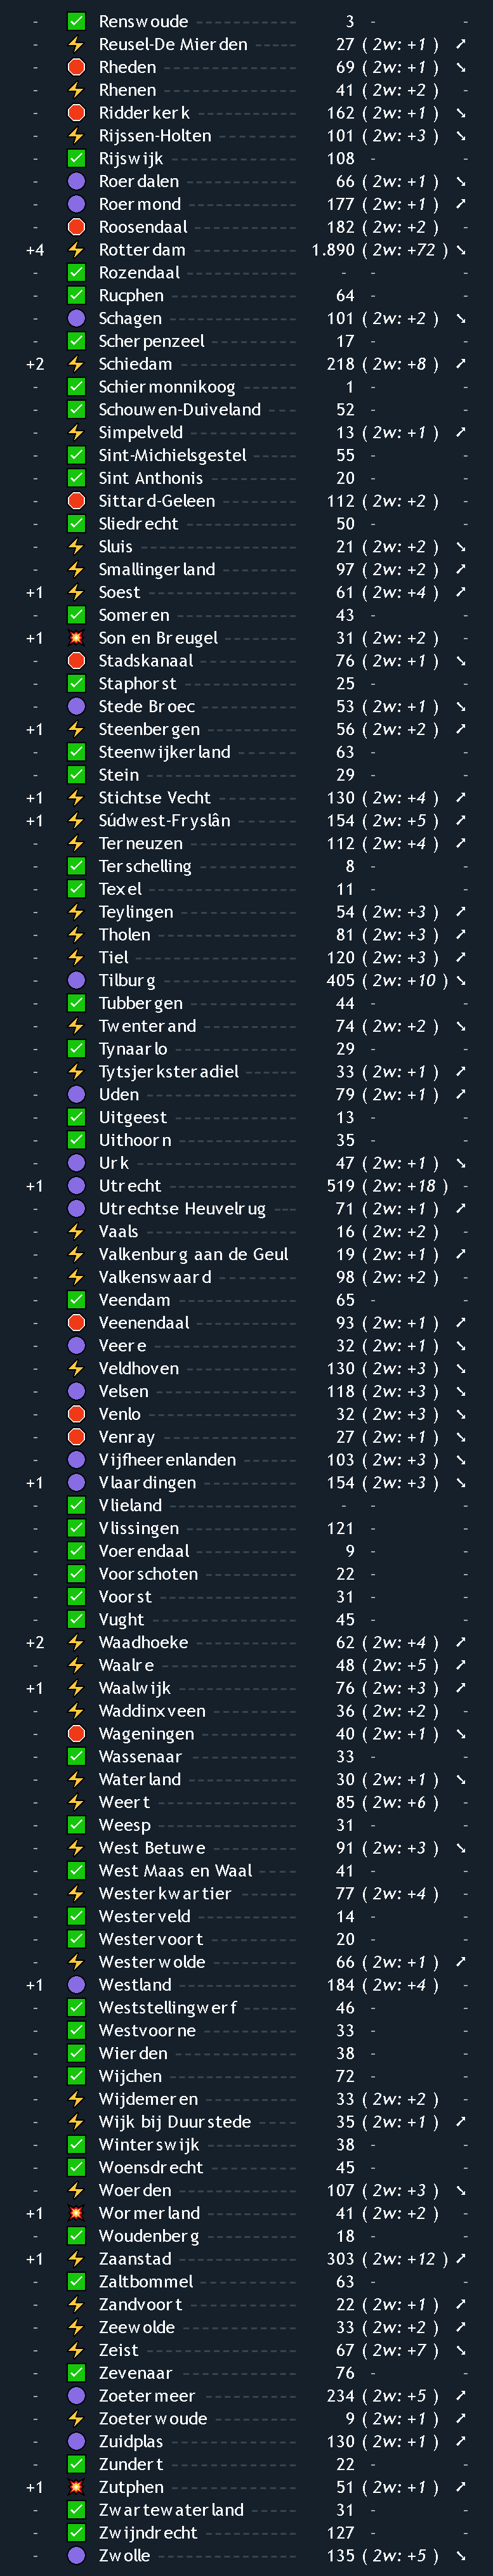 - ✅ Renswoude 3 - -
- ⚡ Reusel-De Mierden 27 ( 2w: +1 ) ➚
- 🛑 Rheden 69 ( 2w: +1 ) ➘
- ⚡ Rhenen 41 ( 2w: +2 ) -
- 🛑 Ridderkerk 162 ( 2w: +1 ) ➘
- ⚡ Rijssen-Holten 101 ( 2w: +3 ) ➘
- ✅ Rijswijk 108 - -
- 🟣 Roerdalen 66 ( 2w: +1 ) ➘
- 🟣 Roermond 177 ( 2w: +1 ) ➚
- 🛑 Roosendaal 182 ( 2w: +2 ) -
+4 ⚡ Rotterdam 1.890 ( 2w: +72 ) ➘
- ✅ Rozendaal - - -
- ✅ Rucphen 64 - -
- 🟣 Schagen 101 ( 2w: +2 ) ➘
- ✅ Scherpenzeel 17 - -
+2 ⚡ Schiedam 218 ( 2w: +8 ) ➚
- ✅ Schiermonnikoog 1 - -
- ✅ Schouwen-Duiveland 52 - -
- ⚡ Simpelveld 13 ( 2w: +1 ) ➚
- ✅ Sint-Michielsgestel 55 - -
- ✅ Sint Anthonis 20 - -
- 🛑 Sittard-Geleen 112 ( 2w: +2 ) -
- ✅ Sliedrecht 50 - -
- ⚡ Sluis 21 ( 2w: +2 ) ➘
- ⚡ Smallingerland 97 ( 2w: +2 ) ➚
+1 ⚡ Soest 61 ( 2w: +4 ) ➚
- ✅ Someren 43 - -
+1 💥 Son en Breugel 31 ( 2w: +2 ) -
- 🛑 Stadskanaal 76 ( 2w: +1 ) ➘
- ✅ Staphorst 25 - -
- 🟣 Stede Broec 53 ( 2w: +1 ) ➘
+1 ⚡ Steenbergen 56 ( 2w: +2 ) ➚
- ✅ Steenwijkerland 63 - -
- ✅ Stein 29 - -
+1 ⚡ Stichtse Vecht 130 ( 2w: +4 ) ➚
+1 ⚡ Súdwest-Fryslân 154 ( 2w: +5 ) ➚
- ⚡ Terneuzen 112 ( 2w: +4 ) ➚
- ✅ Terschelling 8 - -
- ✅ Texel 11 - -
- ⚡ Teylingen 54 ( 2w: +3 ) ➚
- ⚡ Tholen 81 ( 2w: +3 ) ➚
- ⚡ Tiel 120 ( 2w: +3 ) ➚
- 🟣 Tilburg 405 ( 2w: +10 ) ➘
- ✅ Tubbergen 44 - -
- ⚡ Twenterand 74 ( 2w: +2 ) ➘
- ✅ Tynaarlo 29 - -
- ⚡ Tytsjerksteradiel 33 ( 2w: +1 ) ➚
- 🟣 Uden 79 ( 2w: +1 ) ➚
- ✅ Uitgeest 13 - -
- ✅ Uithoorn 35 - -
- 🟣 Urk 47 ( 2w: +1 ) ➘
+1 🟣 Utrecht 519 ( 2w: +18 ) -
- 🟣 Utrechtse Heuvelrug 71 ( 2w: +1 ) ➚
- ⚡ Vaals 16 ( 2w: +2 ) -
- ⚡ Valkenburg aan de Geul 19 ( 2w: +1 ) ➚
- ⚡ Valkenswaard 98 ( 2w: +2 ) -
- ✅ Veendam 65 - -
- 🛑 Veenendaal 93 ( 2w: +1 ) ➚
- 🟣 Veere 32 ( 2w: +1 ) ➘
- ⚡ Veldhoven 130 ( 2w: +3 ) ➘
- 🟣 Velsen 118 ( 2w: +3 ) ➘
- 🛑 Venlo 32 ( 2w: +3 ) ➘
- 🛑 Venray 27 ( 2w: +1 ) ➘
- 🟣 Vijfheerenlanden 103 ( 2w: +3 ) ➘
+1 🟣 Vlaardingen 154 ( 2w: +3 ) ➘
- ✅ Vlieland - - -
- ✅ Vlissingen 121 - -
- ✅ Voerendaal 9 - -
- ✅ Voorschoten 22 - -
- ✅ Voorst 31 - -
- ✅ Vught 45 - -
+2 ⚡ Waadhoeke 62 ( 2w: +4 ) ➚
- ⚡ Waalre 48 ( 2w: +5 ) ➚
+1 ⚡ Waalwijk 76 ( 2w: +3 ) ➚
- ⚡ Waddinxveen 36 ( 2w: +2 ) -
- 🛑 Wageningen 40 ( 2w: +1 ) ➘
- ✅ Wassenaar 33 - -
- ⚡ Waterland 30 ( 2w: +1 ) ➘
- ⚡ Weert 85 ( 2w: +6 ) -
- ✅ Weesp 31 - -
- ⚡ West Betuwe 91 ( 2w: +3 ) ➘
- ✅ West Maas en Waal 41 - -
- ⚡ Westerkwartier 77 ( 2w: +4 ) -
- ✅ Westerveld 14 - -
- ✅ Westervoort 20 - -
- ⚡ Westerwolde 66 ( 2w: +1 ) ➚
+1 🟣 Westland 184 ( 2w: +4 ) -
- ✅ Weststellingwerf 46 - -
- ✅ Westvoorne 33 - -
- ✅ Wierden 38 - -
- ✅ Wijchen 72 - -
- ⚡ Wijdemeren 33 ( 2w: +2 ) -
- ⚡ Wijk bij Duurstede 35 ( 2w: +1 ) ➚
- ✅ Winterswijk 38 - -
- ✅ Woensdrecht 45 - -
- ⚡ Woerden 107 ( 2w: +3 ) ➘
+1 💥 Wormerland 41 ( 2w: +2 ) -
- ✅ Woudenberg 18 - -
+1 ⚡ Zaanstad 303 ( 2w: +12 ) ➚
- ✅ Zaltbommel 63 - -
- ⚡ Zandvoort 22 ( 2w: +1 ) ➚
- ⚡ Zeewolde 33 ( 2w: +2 ) ➚
- ⚡ Zeist 67 ( 2w: +7 ) ➘
- ✅ Zevenaar 76 - -
- 🟣 Zoetermeer 234 ( 2w: +5 ) ➚
- ⚡ Zoeterwoude 9 ( 2w: +1 ) ➚
- 🟣 Zuidplas 130 ( 2w: +1 ) ➚
- ✅ Zundert 22 - -
+1 💥 Zutphen 51 ( 2w: +1 ) ➚
- ✅ Zwartewaterland 31 - -
- ✅ Zwijndrecht 127 - -
- 🟣 Zwolle 135 ( 2w: +5 ) ➘